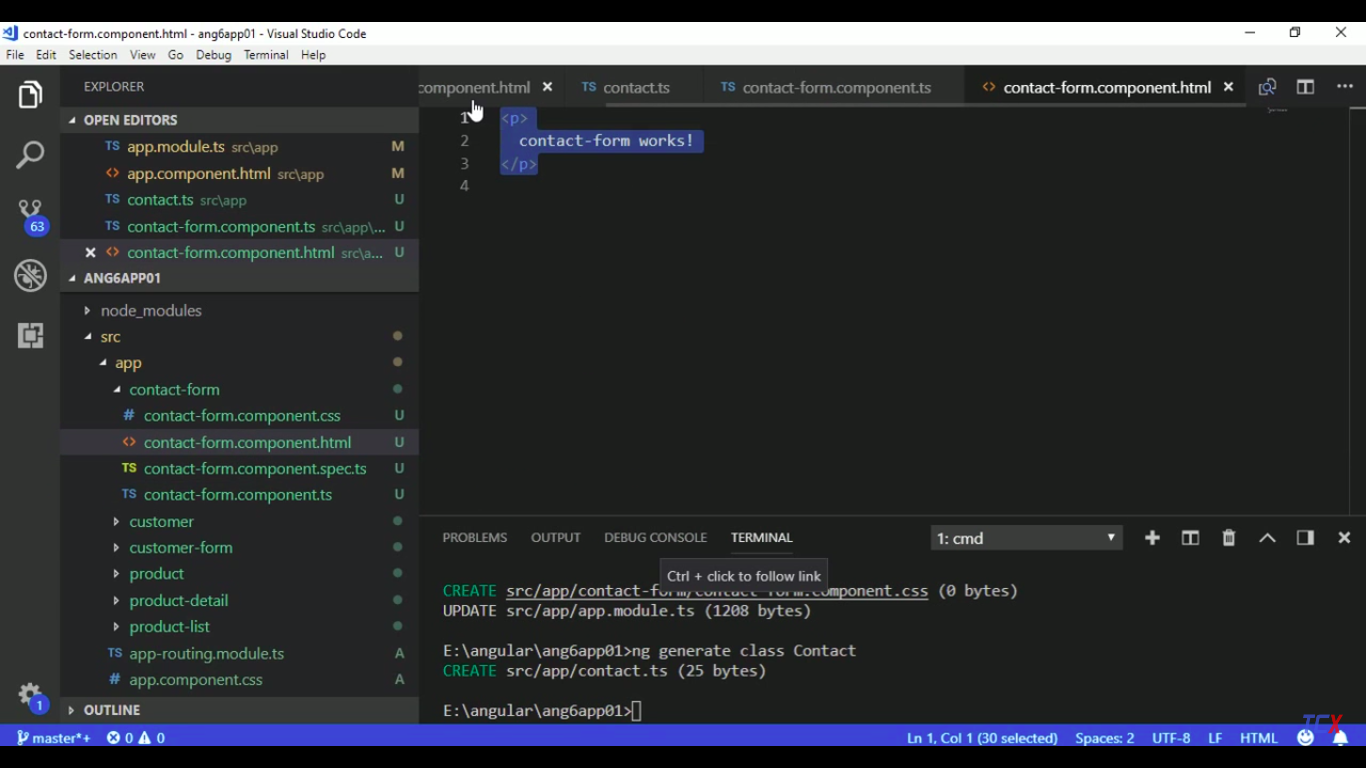 contact-form.component.html - ang6app01 - Visual Studio Code
File Edit Selection View Go Debug Terminal Help
EXPLORER
component.html
TS contact.ts
TS contact-form.component.ts
<> contact-form.component.html
OPEN EDITORS
TS app.module.ts src\app M
<> app.component.html src\app M
TS contact.ts src\app U
TS contact-form.component.ts src\app\... U
<> contact-form.component.html src\a... U
ANG6APP01
node_modules
src
app
contact-form
# contact-form.component.css U
<> contact-form.component.html U
TS contact-form.component.spec.ts U
TS contact-form.component.ts U
customer
customer-form
product
product-detail
product-list
TS app-routing.module.ts A
# app.component.css A
OUTLINE
63
1
1 <p>
2 contact-form works!
3 </p>
4
PROBLEMS OUTPUT DEBUG CONSOLE TERMINAL 1: cmd
Ctrl + click to follow link
CREATE src/app/contact-form/contact-form.component.css (0 bytes)
UPDATE src/app/app.module.ts (1208 bytes)
E:\angular\ang6app01>ng generate class Contact
CREATE src/app/contact.ts (25 bytes)
E:\angular\ang6app01>
master*+ 0 0 Ln 1, Col 1 (30 selected) Spaces: 2 UTF-8 LF HTML
TCX